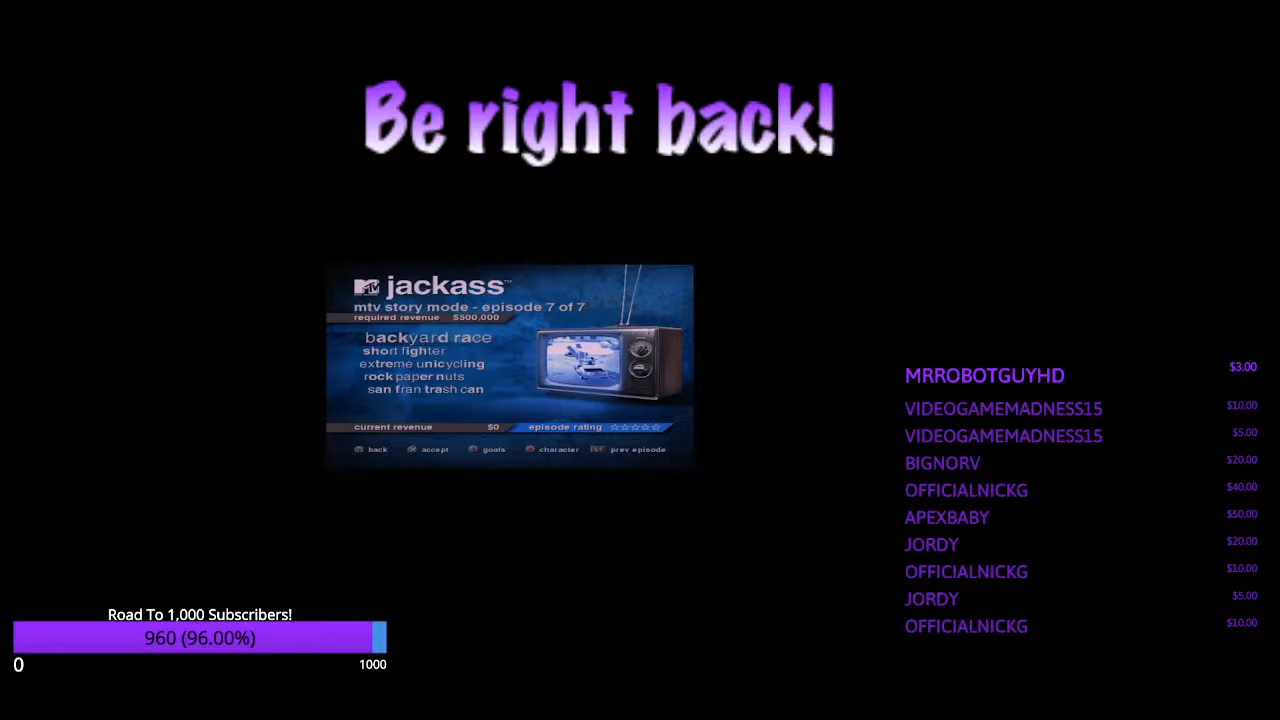 Be right back!
MTV jackass™
mtv story mode - episode 7 of 7
required revenue $500,000
backyard race
short fighter
extreme unicycling
rock paper nuts
san fran trash can
current revenue $0 episode rating
back accept goals character prev episode
MRROBOTGUYHD $3.00
VIDEOGAMEMADNESS15 $10.00
VIDEOGAMEMADNESS15 $5.00
BIGNORV $20.00
OFFICIALNICKG $40.00
APEXBABY $50.00
JORDY $20.00
OFFICIALNICKG $10.00
JORDY $5.00
OFFICIALNICKG $10.00
Road To 1,000 Subscribers!
960 (96.00%)
0 1000